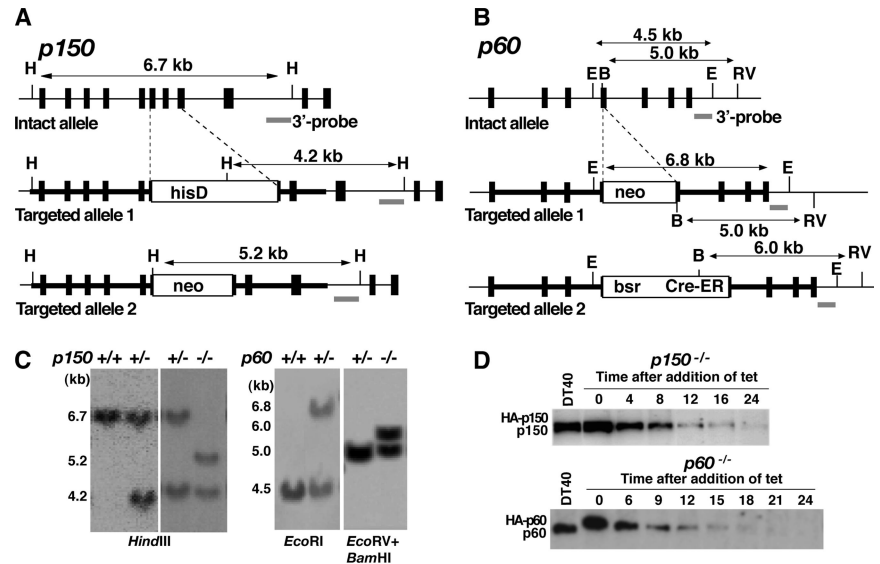 A
p150
H
6.7 kb
H
Intact allele
3'-probe
H
H
4.2 kb
H
hisD
Targeted allele 1
H
H
5.2 kb
H
neo
Targeted allele 2
B
p60
4.5 kb
5.0 kb
E B
E
RV
Intact allele
3'-probe
E
6.8 kb
E
neo
Targeted allele 1
B
5.0 kb
RV
E
B
6.0 kb
RV
E
bsr Cre-ER
Targeted allele 2
C
p150 +/+ +/- +/- -/-
(kb)
6.7
5.2
4.2
HindIII
p60 +/+ +/- +/- -/-
(kb)
6.8
6.0
5.0
4.5
EcoRI
EcoRV+
BamHI
D
p150-/-
Time after addition of tet
DT40 0 4 8 12 16 24
HA-p150
p150
p60-/-
Time after addition of tet
DT40 0 6 9 12 15 18 21 24
HA-p60
p60